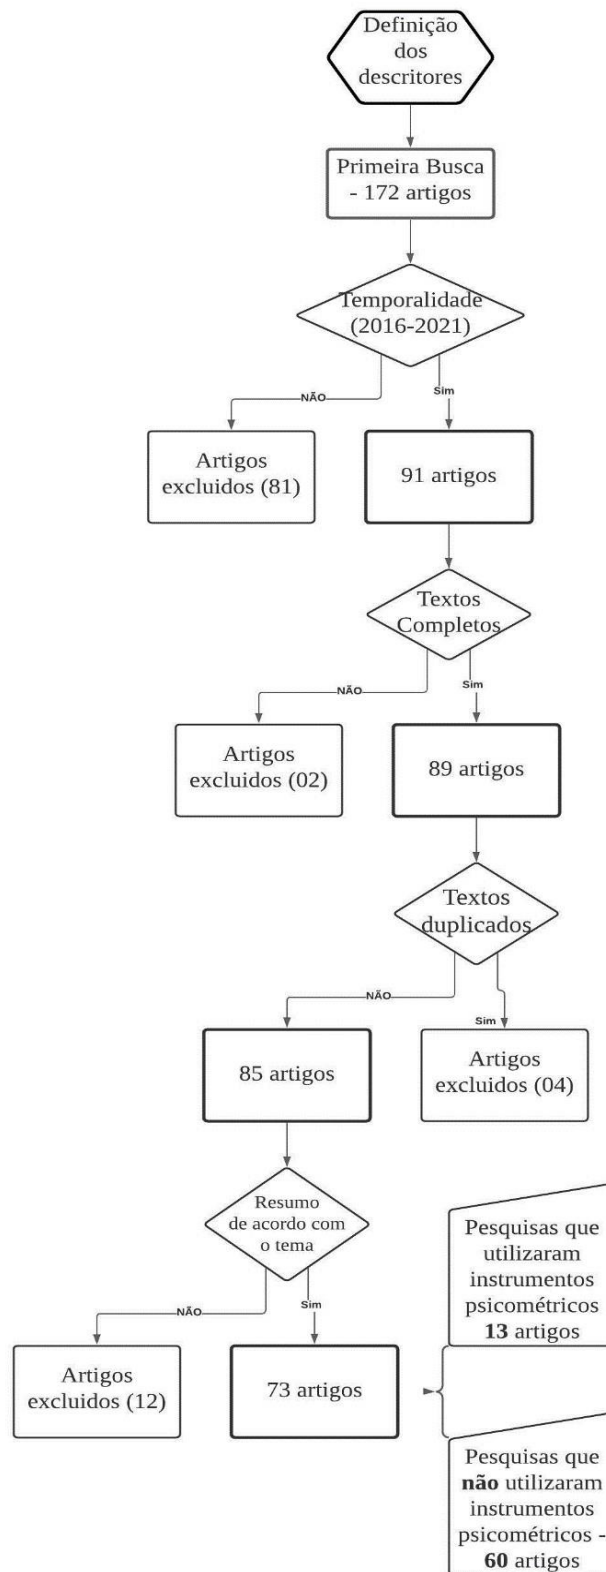 Definição
dos
descritores
Primeira Busca
- 172 artigos
Temporalidade
(2016-2021)
NÃO
Sim
Artigos
excluidos (81)
91 artigos
Textos
Completos
NÃO
Sim
Artigos
excluidos (02)
89 artigos
Textos
duplicados
NÃO
Sim
85 artigos
Artigos
excluidos (04)
Resumo
de acordo com
o tema
NÃO
Sim
Artigos
excluidos (12)
73 artigos
Pesquisas que
utilizaram
instrumentos
psicométricos
13 artigos
Pesquisas que
não utilizaram
instrumentos
psicométricos -
60 artigos